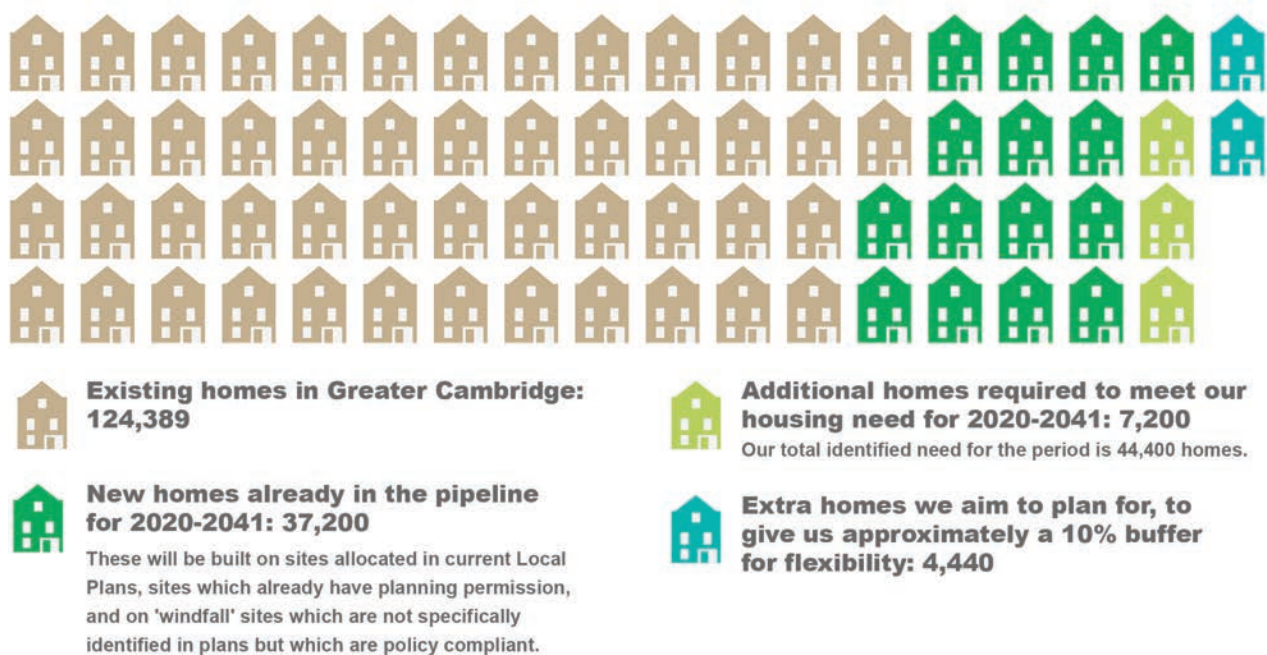 Existing homes in Greater Cambridge:
124,389
New homes already in the pipeline
for 2020-2041: 37,200
These will be built on sites allocated in current Local
Plans, sites which already have planning permission,
and on 'windfall' sites which are not specifically
identified in plans but which are policy compliant.
Additional homes required to meet our
housing need for 2020-2041: 7,200
Our total identified need for the period is 44,400 homes.
Extra homes we aim to plan for, to
give us approximately a 10% buffer
for flexibility: 4,440